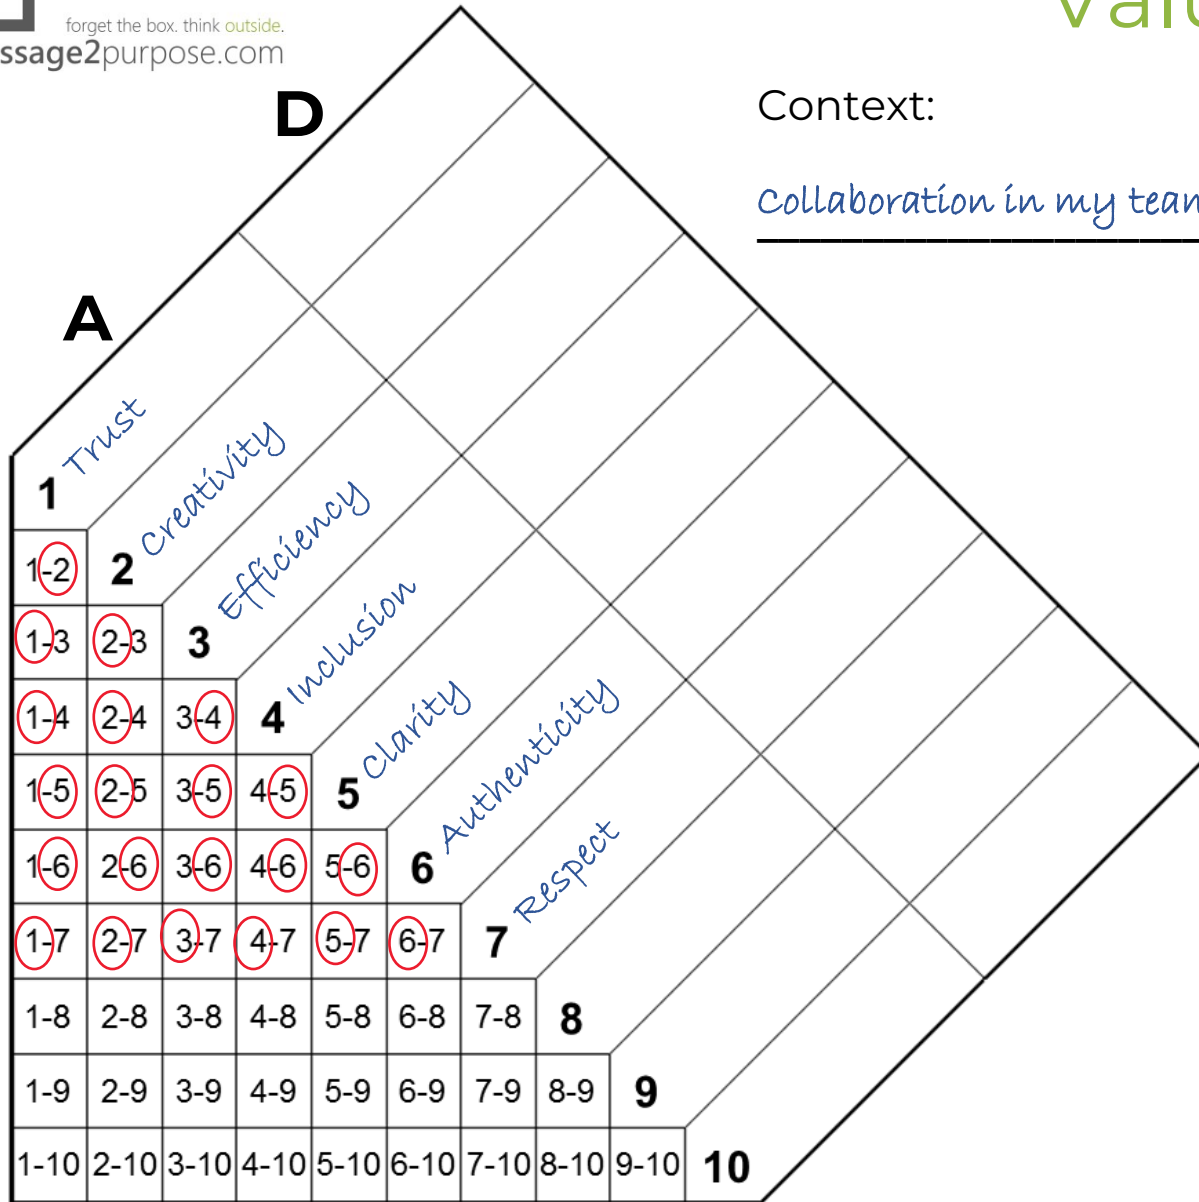 forget the box. think outside.
ssage2purpose.com
D
Context:
Collaboration in my team
A
1 Trust
1-2 2 Creativity
1-3 2-3 3 Efficiency
1-4 2-4 3-4 4 Inclusion
1-5 2-5 3-5 4-5 5 Clarity
1-6 2-6 3-6 4-6 5-6 6 Authenticity
1-7 2-7 3-7 4-7 5-7 6-7 7 Respect
1-8 2-8 3-8 4-8 5-8 6-8 7-8 8
1-9 2-9 3-9 4-9 5-9 6-9 7-9 8-9 9
1-10 2-10 3-10 4-10 5-10 6-10 7-10 8-10 9-10 10